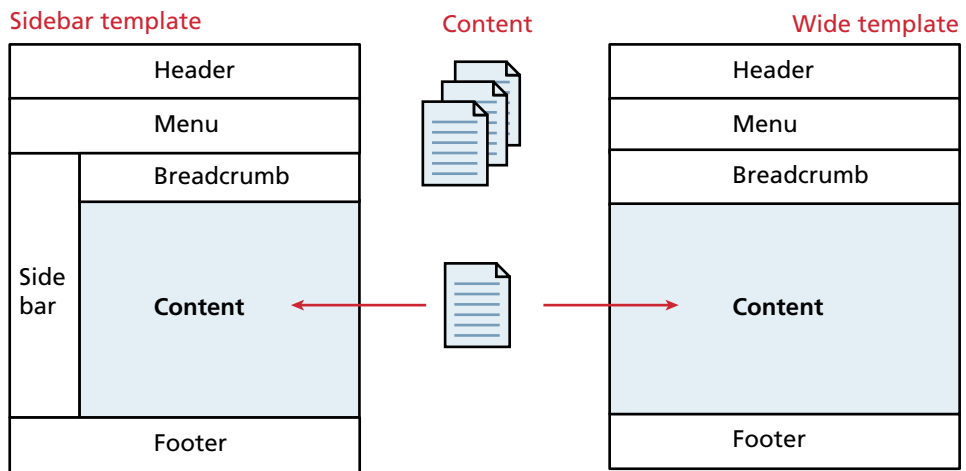 Sidebar template
Header
Menu
Breadcrumb
Side
bar
Content
Footer
Content
Wide template
Header
Menu
Breadcrumb
Content
Footer